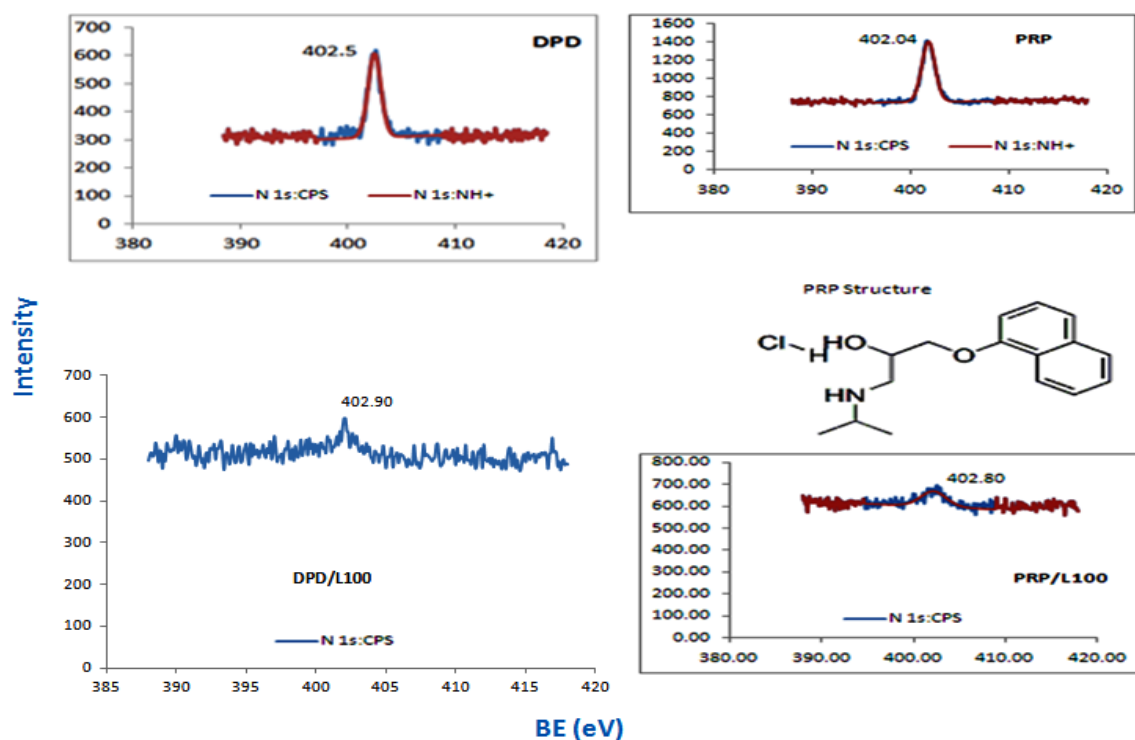 DPD
402.5
700
600
500
400
300
200
100
0
N 1s:CPS N 1s:NH+
380 390 400 410 420
PRP
402.04
1600
1400
1200
1000
800
600
400
200
0
N 1s:CPS N 1s:NH+
380 390 400 410 420
Intensity
PRP Structure
Cl H HO O
HN
700
600
500
400
300
200
100
0
402.90
DPD/L100
N 1s:CPS
385 390 395 400 405 410 415 420
800.00
700.00
600.00
500.00
400.00
300.00
200.00
100.00
0.00
402.80
PRP/L100
N 1s:CPS
380.00 390.00 400.00 410.00 420.00
BE (eV)